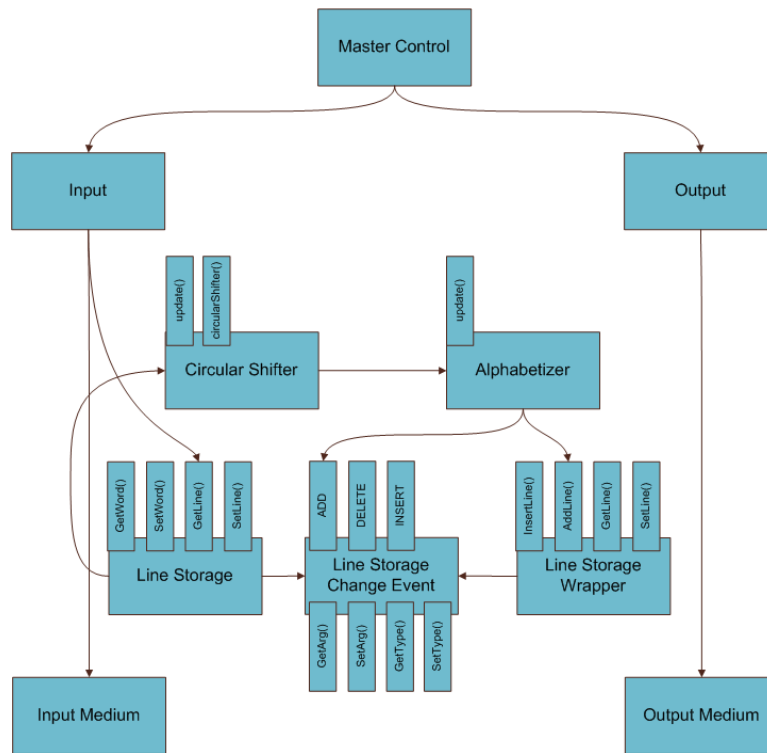 Master Control
Input
Output
update()
circularShifter()
update()
Circular Shifter
Alphabetizer
GetWord()
SetWord()
GetLine()
SetLine()
ADD
DELETE
INSERT
InsertLine()
AddLine()
GetLine()
SetLine()
Line Storage
Line Storage
Change Event
Line Storage
Wrapper
GetArg()
SetArg()
GetType()
SetType()
Input Medium
Output Medium